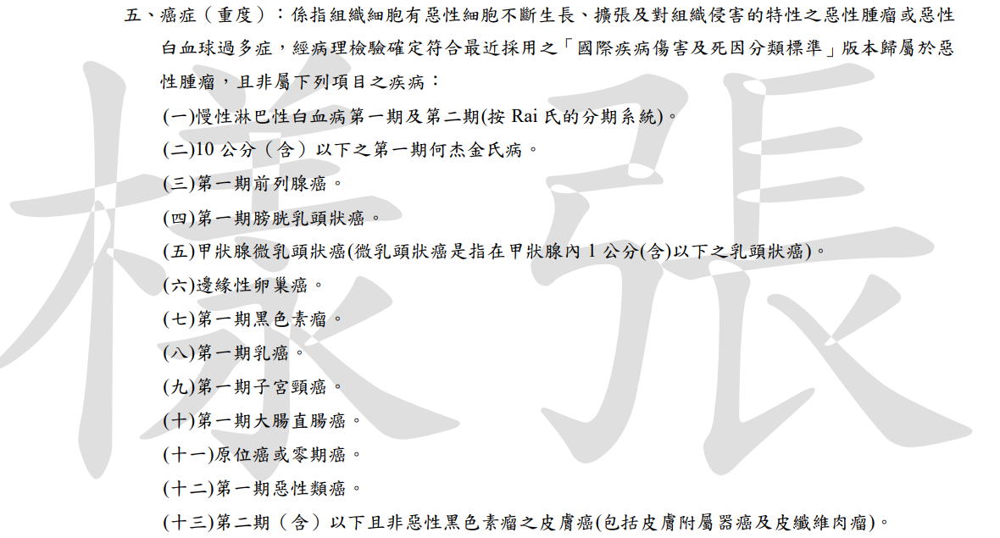 五、癌症（重度）：係指組織細胞有惡性細胞不斷生長、擴張及對組織侵害的特性之惡性腫瘤或惡性
白血球過多症，經病理檢驗確定符合最近採用之「國際疾病傷害及死因分類標準」版本歸屬於惡
性腫瘤，且非屬下列項目之疾病：
(一)慢性淋巴性白血病第一期及第二期(按 Rai 氏的分期系統)。
(二)10 公分（含）以下之第一期何杰金氏病。
(三)第一期前列腺癌。
(四)第一期膀胱乳頭狀癌。
(五)甲狀腺微乳頭狀癌(微乳頭狀癌是指在甲狀腺內 1 公分(含)以下之乳頭狀癌)。
(六)邊緣性卵巢癌。
(七)第一期黑色素瘤。
(八)第一期乳癌。
(九)第一期子宮頸癌。
(十)第一期大腸直腸癌。
(十一)原位癌或零期癌。
(十二)第一期惡性類癌。
(十三)第二期（含）以下且非惡性黑色素瘤之皮膚癌(包括皮膚附屬器癌及皮纖維肉瘤)。
樣張